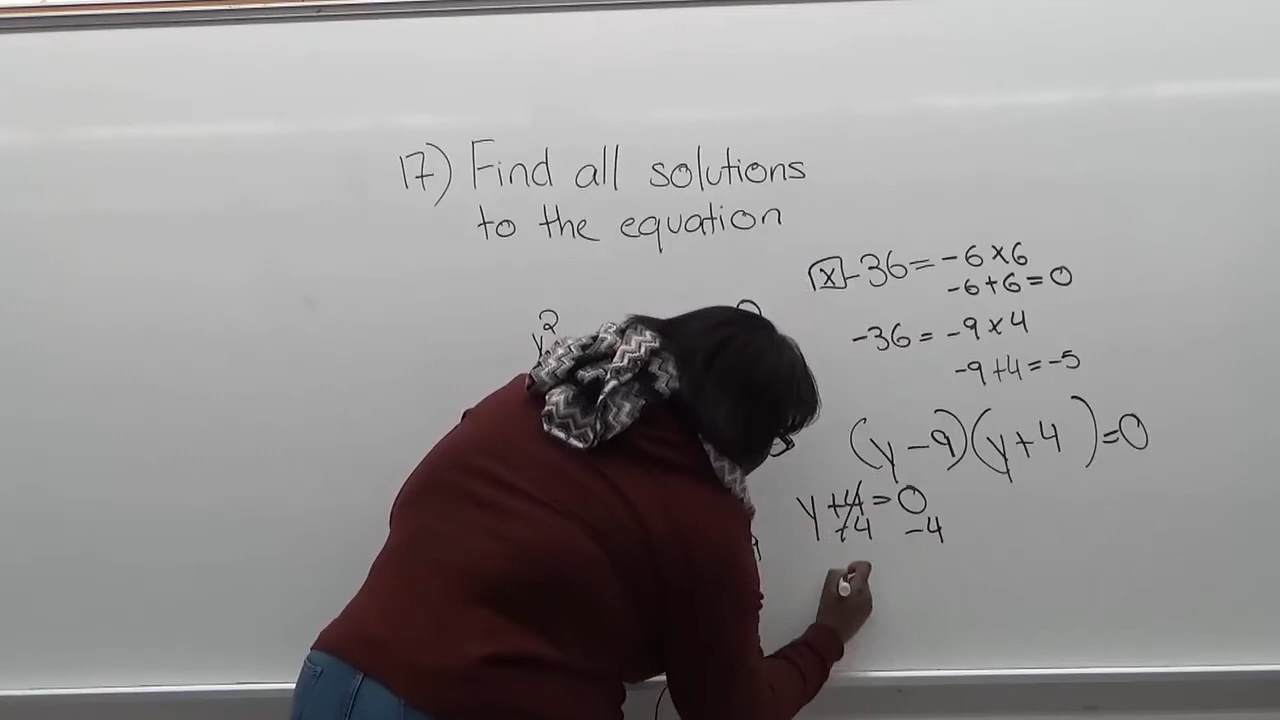 17) Find all solutions
to the equation
x -36 = -6 × 6
-6+6=0
-36 = -9 × 4
-9+4=-5
(y-9)(y+4)=0
y+4=0
-4 -4